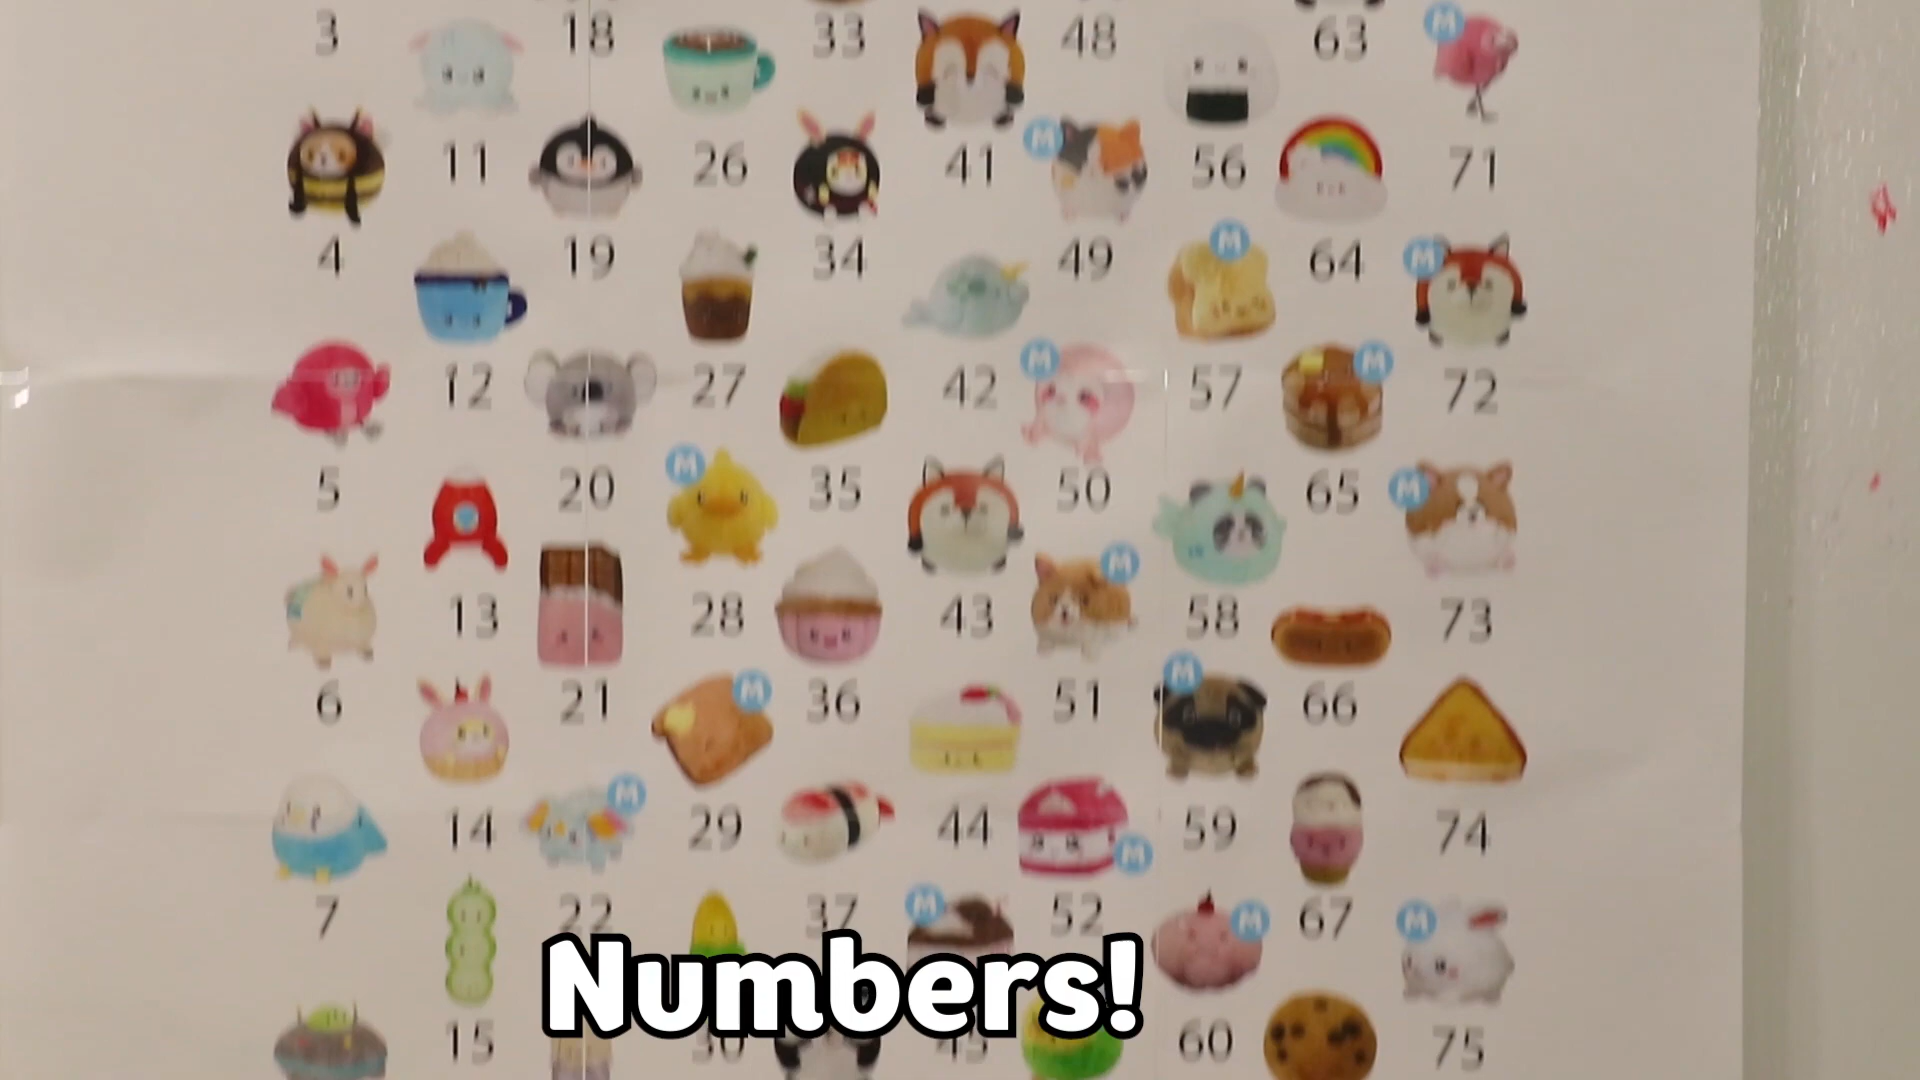 3 18 33 48 63 M
11 26 41 M 56 71
4 19 34 49 M 64 M
12 27 42 M 57 M 72
5 20 M 35 50 65 M
13 28 43 M 58 73
6 21 M 36 51 M 66
14 M 29 44 M 59 74
7 22 37 M 52 M 67 M
Numbers!
15 30 45 60 75